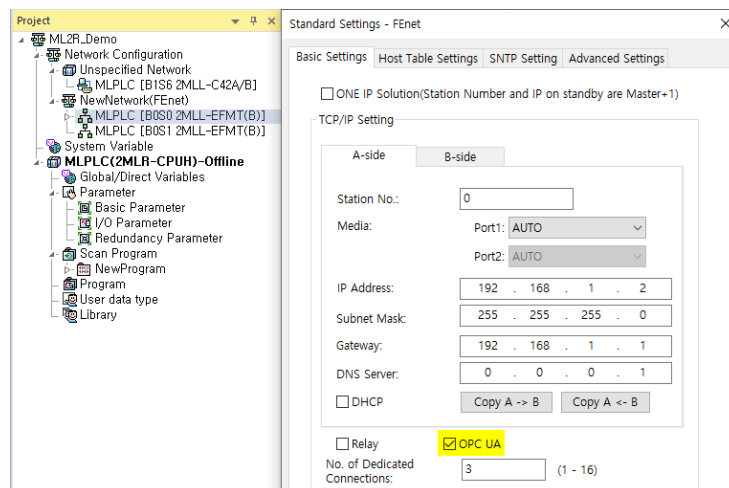 Project
ML2R_Demo
Network Configuration
Unspecified Network
MLPLC [B1S6 2MLL-C42A/B]
NewNetwork(FEnet)
MLPLC [B0S0 2MLL-EFMT(B)]
MLPLC [B0S1 2MLL-EFMT(B)]
System Variable
MLPLC(2MLR-CPUH)-Offline
Global/Direct Variables
Parameter
Basic Parameter
I/O Parameter
Redundancy Parameter
Scan Program
NewProgram
Program
User data type
Library
Standard Settings - FEnet
Basic Settings Host Table Settings SNTP Setting Advanced Settings
ONE IP Solution(Station Number and IP on standby are Master+1)
TCP/IP Setting
A-side B-side
Station No.: 0
Media: Port1: AUTO
Port2: AUTO
IP Address: 192 . 168 . 1 . 2
Subnet Mask: 255 . 255 . 255 . 0
Gateway: 192 . 168 . 1 . 1
DNS Server: 0 . 0 . 0 . 1
DHCP Copy A -> B Copy A <- B
Relay OPC UA
No. of Dedicated
Connections: 3 (1 - 16)